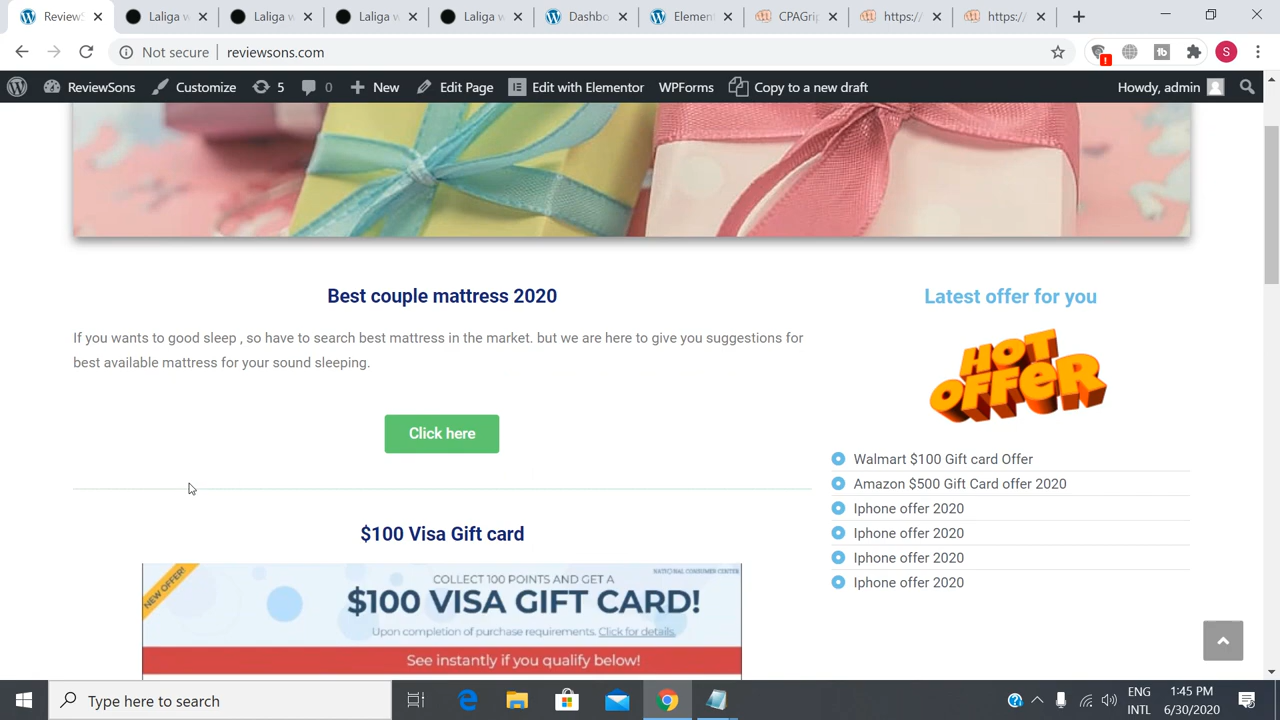 ReviewS
Laliga w
Laliga w
Laliga w
Laliga w
Dashbo
Elemen
CPAGri
https:/
https:/
Not secure
reviewsons.com
S
ReviewSons
Customize
5
0
New
Edit Page
Edit with Elementor
WPForms
Copy to a new draft
Howdy, admin
Best couple mattress 2020
If you wants to good sleep , so have to search best mattress in the market. but we are here to give you suggestions for
best available mattress for your sound sleeping.
Click here
$100 Visa Gift card
NEW OFFER!
NATIONAL CONSUMER CENTER
COLLECT 100 POINTS AND GET A
$100 VISA GIFT CARD!
Upon completion of purchase requirements. Click for details.
See instantly if you qualify below!
Latest offer for you
HOT
OFFER
Walmart $100 Gift card Offer
Amazon $500 Gift Card offer 2020
Iphone offer 2020
Iphone offer 2020
Iphone offer 2020
Iphone offer 2020
Type here to search
ENG
INTL
1:45 PM
6/30/2020